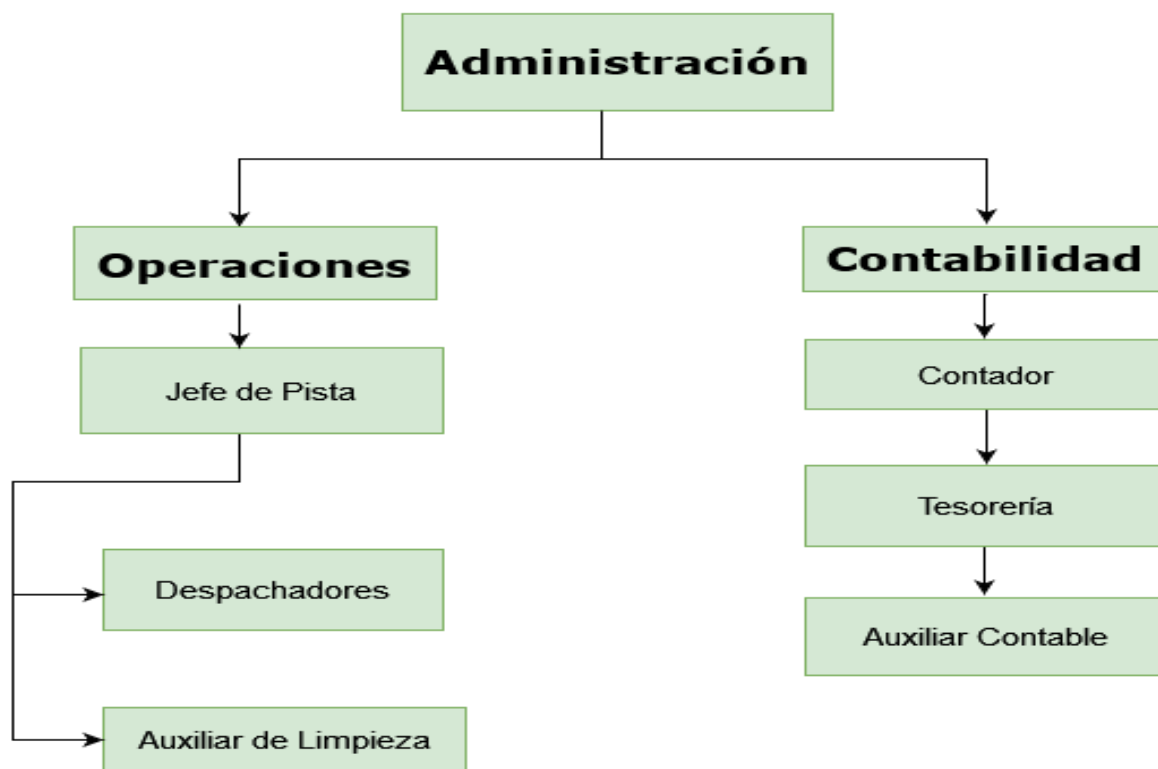 Administración
Operaciones
Contabilidad
Jefe de Pista
Contador
Tesorería
Despachadores
Auxiliar Contable
Auxiliar de Limpieza